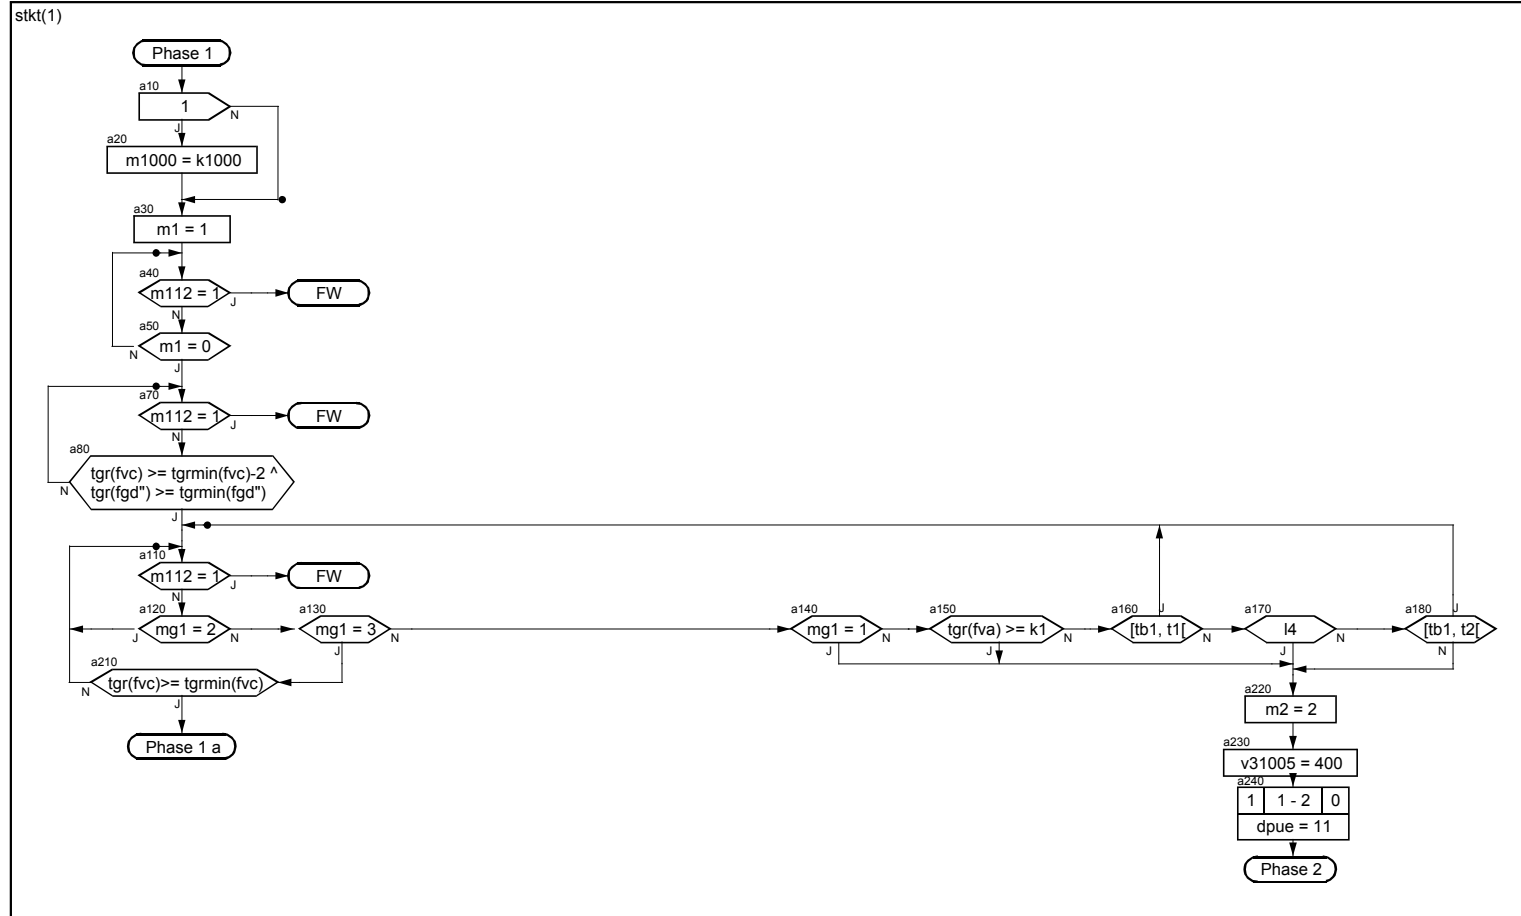 stkt(1)
Phase 1
a10
1
N
J
a20
m1000 = k1000
a30
m1 = 1
a40
m112 = 1
J
FW
N
a50
m1 = 0
N
J
a70
m112 = 1
J
FW
N
a80
tgr(fvc) >= tgrmin(fvc)-2 ^
tgr(fgd") >= tgrmin(fgd")
N
J
a110
m112 = 1
J
FW
N
a120
J
mg1 = 2
N
a130
mg1 = 3
N
J
a140
mg1 = 1
N
J
a150
tgr(fva) >= k1
N
J
a160
J
[tb1, t1[
N
a170
l4
N
J
a180
J
[tb1, t2[
N
a210
tgr(fvc)>= tgrmin(fvc)
N
J
Phase 1 a
a220
m2 = 2
a230
v31005 = 400
a240
1 1 - 2 0
dpue = 11
Phase 2